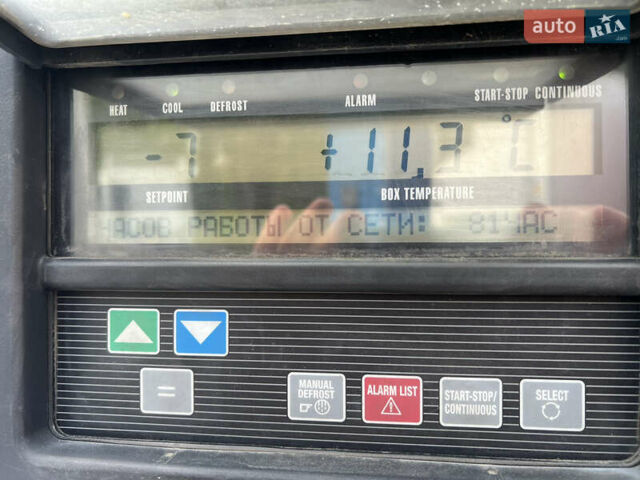 auto RIA
.com
HEAT COOL DEFROST ALARM START-STOP CONTINUOUS
-7 +11,3 °C
SETPOINT BOX TEMPERATURE
ЧАСОВ РАБОТЫ ОТ СЕТИ: 81ЧАС
=
MANUAL DEFROST
ALARM LIST
START-STOP/ CONTINUOUS
SELECT